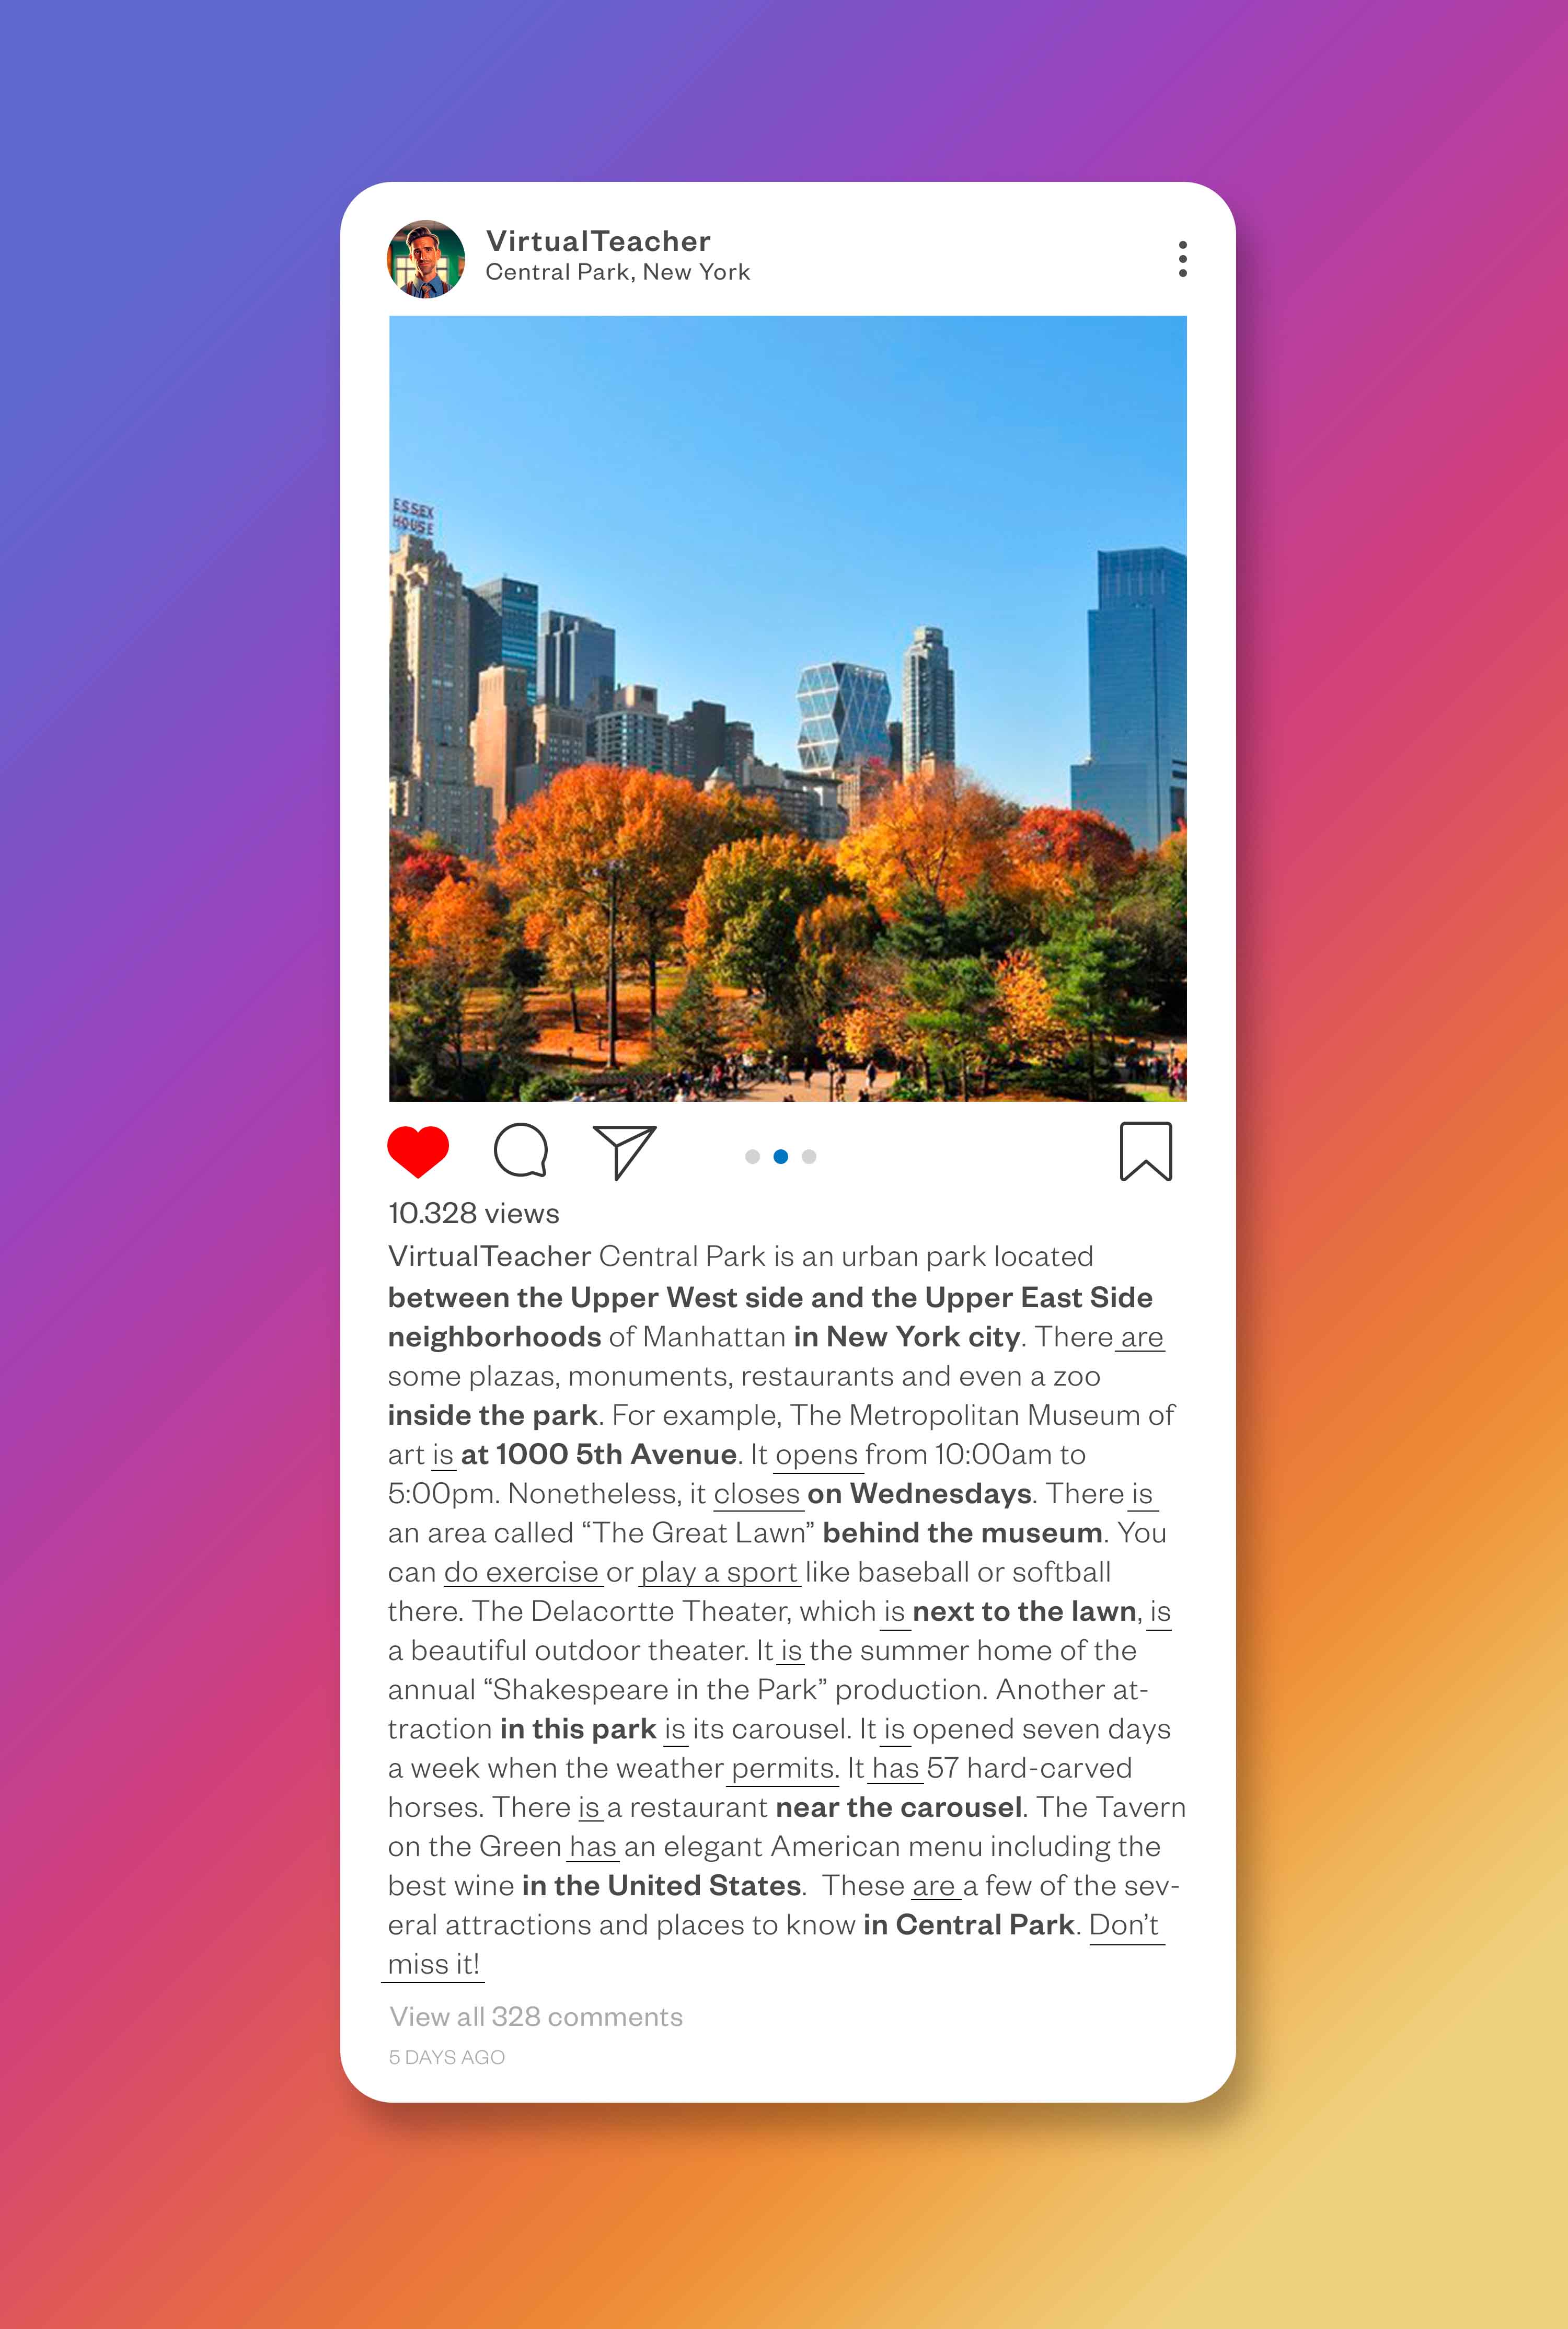 VirtualTeacher
Central Park, New York
ESSEX
HOUSE
10.328 views
VirtualTeacher Central Park is an urban park located
between the Upper West side and the Upper East Side
neighborhoods of Manhattan in New York city. There are
some plazas, monuments, restaurants and even a zoo
inside the park. For example, The Metropolitan Museum of
art is at 1000 5th Avenue. It opens from 10:00am to
5:00pm. Nonetheless, it closes on Wednesdays. There is
an area called “The Great Lawn” behind the museum. You
can do exercise or play a sport like baseball or softball
there. The Delacortte Theater, which is next to the lawn, is
a beautiful outdoor theater. It is the summer home of the
annual “Shakespeare in the Park” production. Another at-
traction in this park is its carousel. It is opened seven days
a week when the weather permits. It has 57 hard-carved
horses. There is a restaurant near the carousel. The Tavern
on the Green has an elegant American menu including the
best wine in the United States.  These are a few of the sev-
eral attractions and places to know in Central Park. Don’t
miss it!
View all 328 comments
5 DAYS AGO